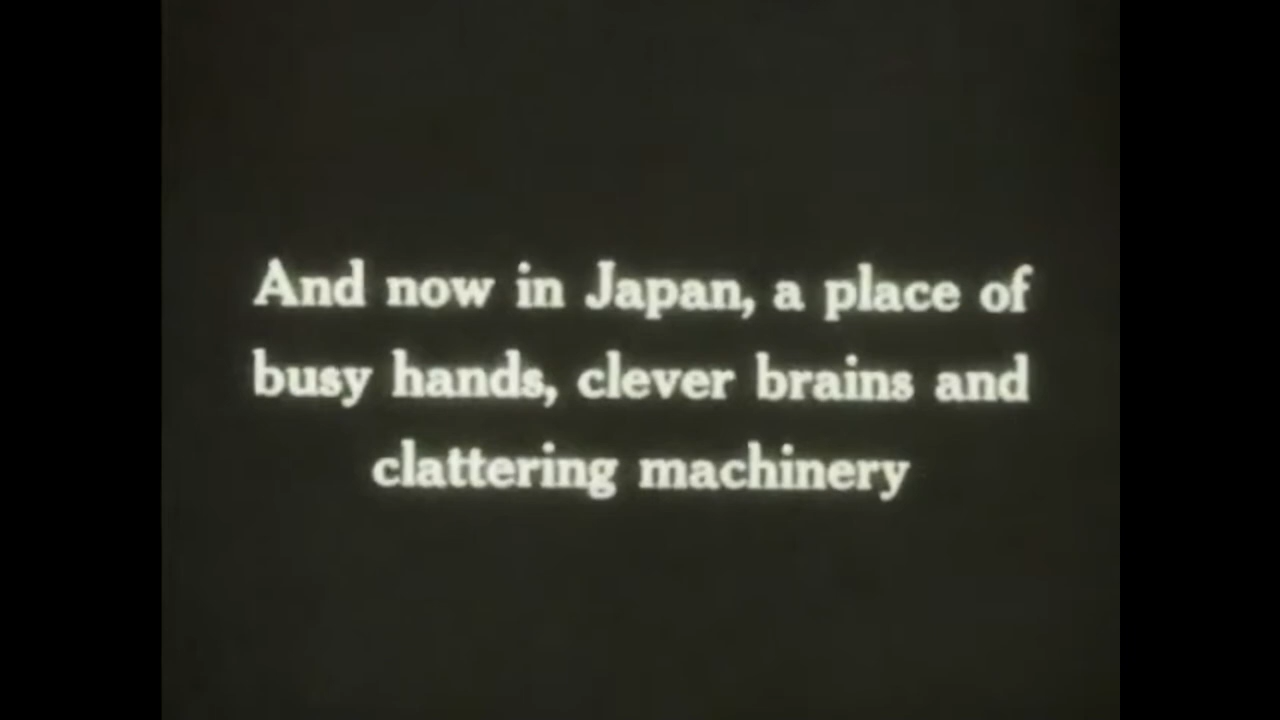 And now in Japan, a place of
busy hands, clever brains and
clattering machinery